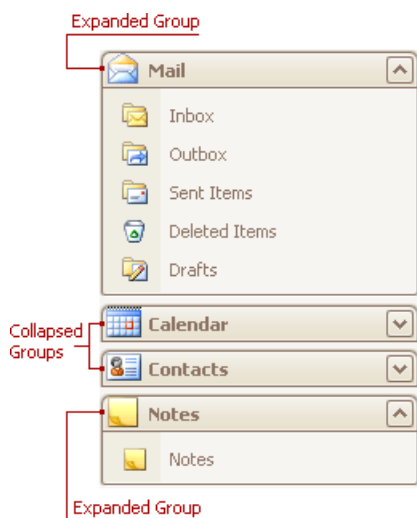 Expanded Group
Mail
Inbox
Outbox
Sent Items
Deleted Items
Drafts
Collapsed
Groups
Calendar
Contacts
Notes
Notes
Expanded Group